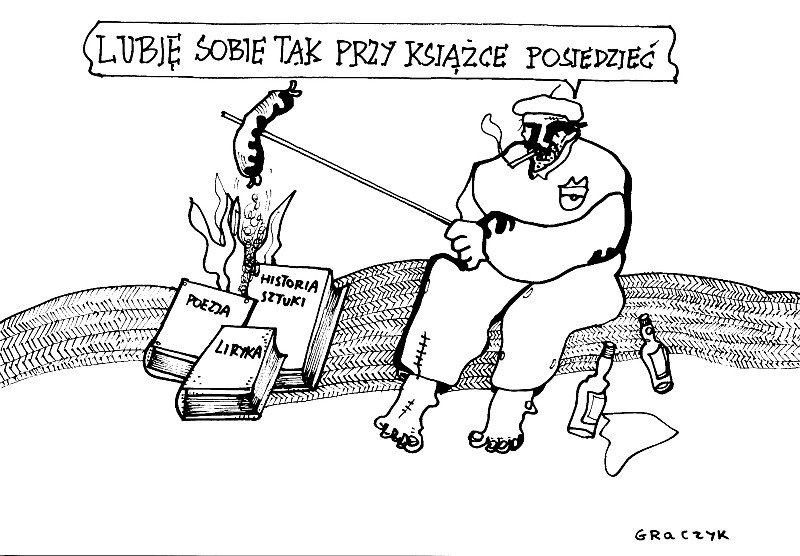 LUBIĘ SOBIE TAK PRZY KSIĄŻCE POSIEDZIEĆ
HISTORIA
SZTUKI
POEZJA
LIRYKA
GRaCZYK